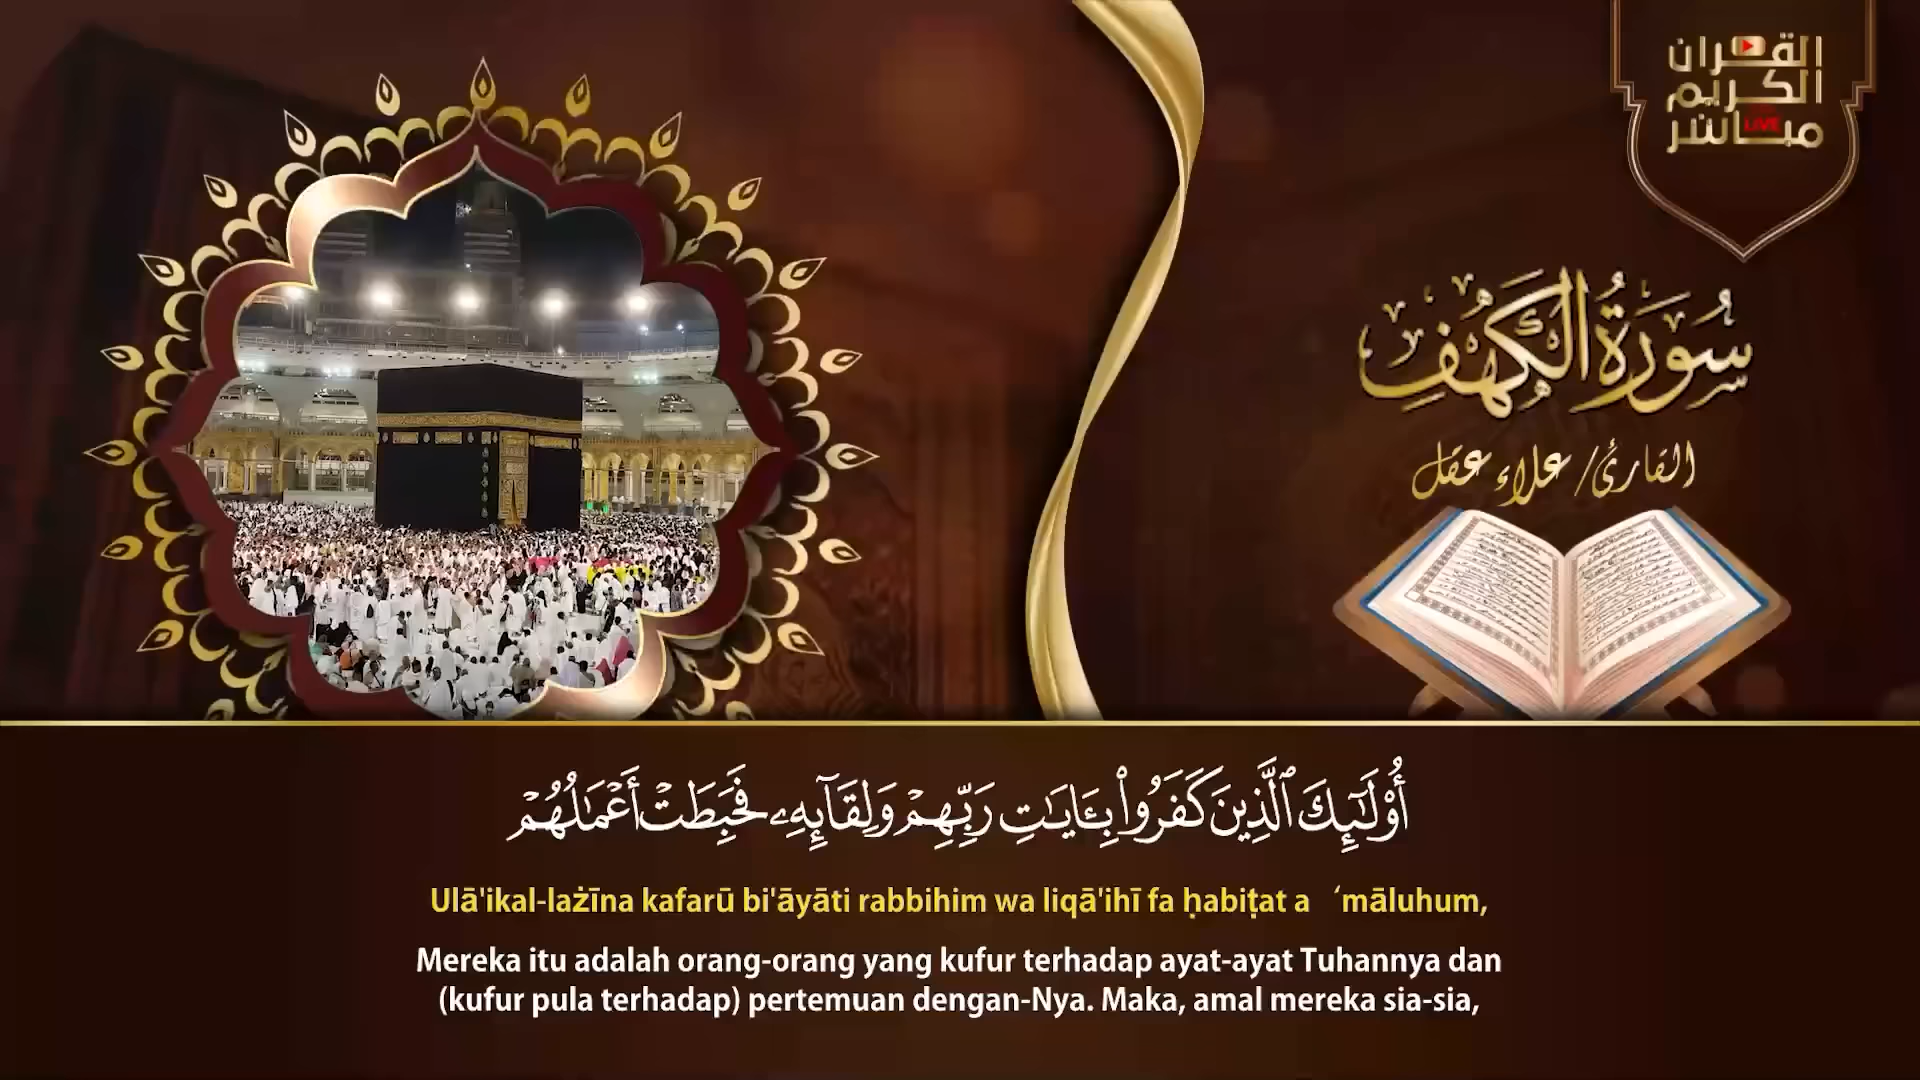 القرآن
الكريم
مباشر
LIVE
سُورَةُ الكَهْفِ
القارئ/ علاء عقل
أُو۟لَـٰٓئِكَ ٱلَّذِينَ كَفَرُوا۟ بِـَٔايَـٰتِ رَبِّهِمْ وَلِقَآئِهِۦ فَحَبِطَتْ أَعْمَـٰلُهُمْ
Ulā'ikal-lażīna kafarū bi'āyāti rabbihim wa liqā'ihī fa ḥabiṭat a ‘māluhum,
Mereka itu adalah orang-orang yang kufur terhadap ayat-ayat Tuhannya dan
(kufur pula terhadap) pertemuan dengan-Nya. Maka, amal mereka sia-sia,